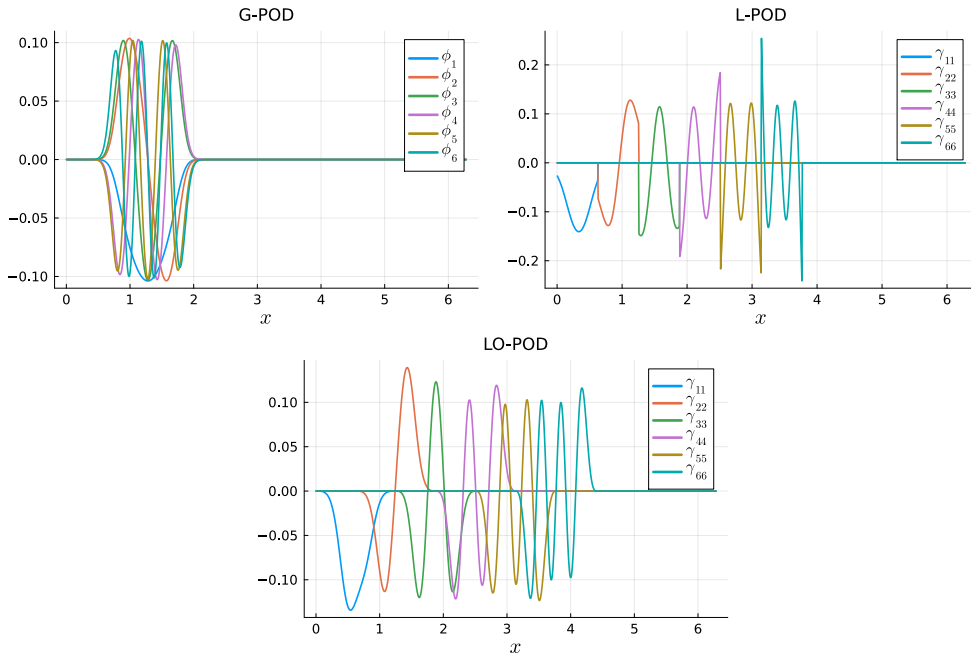 G-POD
0.10
0.05
0.00
−0.05
−0.10
0 1 2 3 4 5 6
x
ϕ₁
ϕ₂
ϕ₃
ϕ₄
ϕ₅
ϕ₆
L-POD
0.2
0.1
0.0
−0.1
−0.2
0 1 2 3 4 5 6
x
γ₁₁
γ₂₂
γ₃₃
γ₄₄
γ₅₅
γ₆₆
LO-POD
0.10
0.05
0.00
−0.05
−0.10
0 1 2 3 4 5 6
x
γ₁₁
γ₂₂
γ₃₃
γ₄₄
γ₅₅
γ₆₆